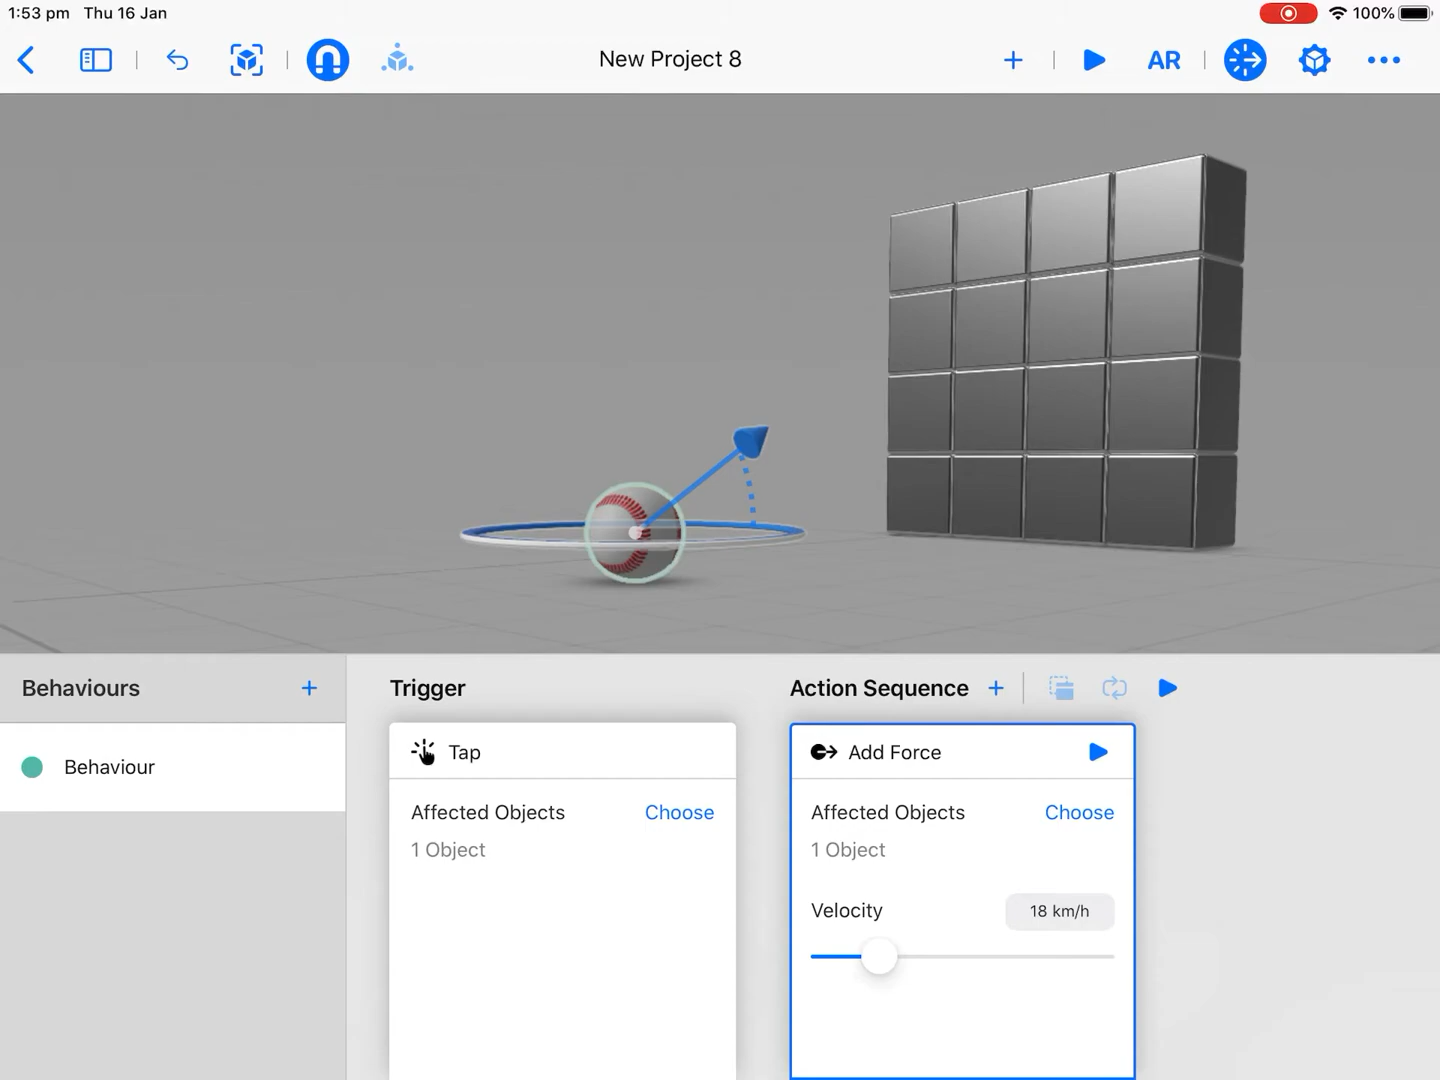 1:53 pm Thu 16 Jan
100%
New Project 8
AR
Behaviours
Trigger
Action Sequence
Behaviour
Tap
Add Force
Affected Objects Choose
1 Object
Affected Objects Choose
1 Object
Velocity
18 km/h